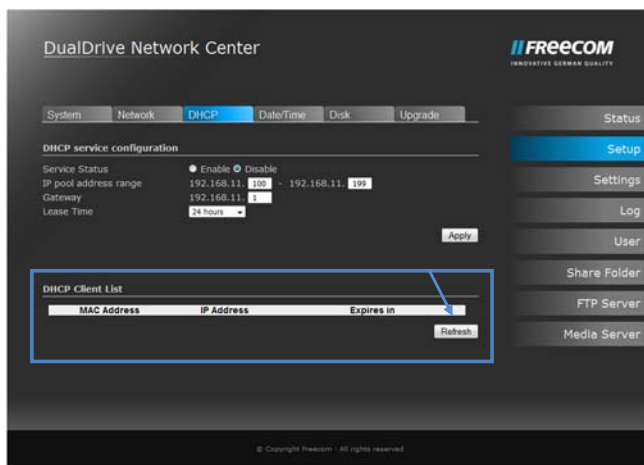 DualDrive Network Center
FREECOM
INNOVATIVE GERMAN QUALITY
System Network DHCP Date/Time Disk Upgrade
Status
Setup
Settings
Log
User
Share Folder
FTP Server
Media Server
DHCP service configuration
Service Status Enable Disable
IP pool address range 192.168.11. 100 - 192.168.11. 199
Gateway 192.168.11. 1
Lease Time 24 hours
Apply
DHCP Client List
MAC Address IP Address Expires in
Refresh
© Copyright Freecom - All rights reserved